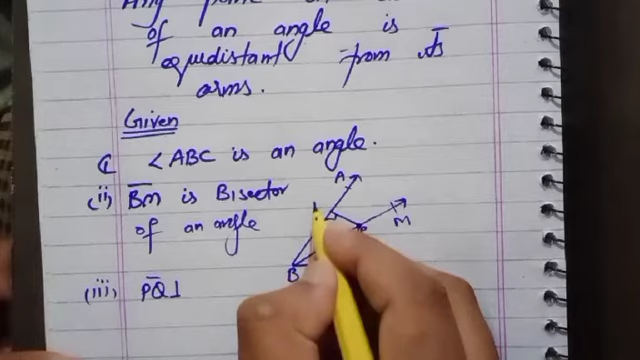 Any
of an angle is
equidistant from its
arms.
Given
∠ABC is an angle.
(ii) BM is Bisector
of an angle
(iii) PQ⊥
A
M
B